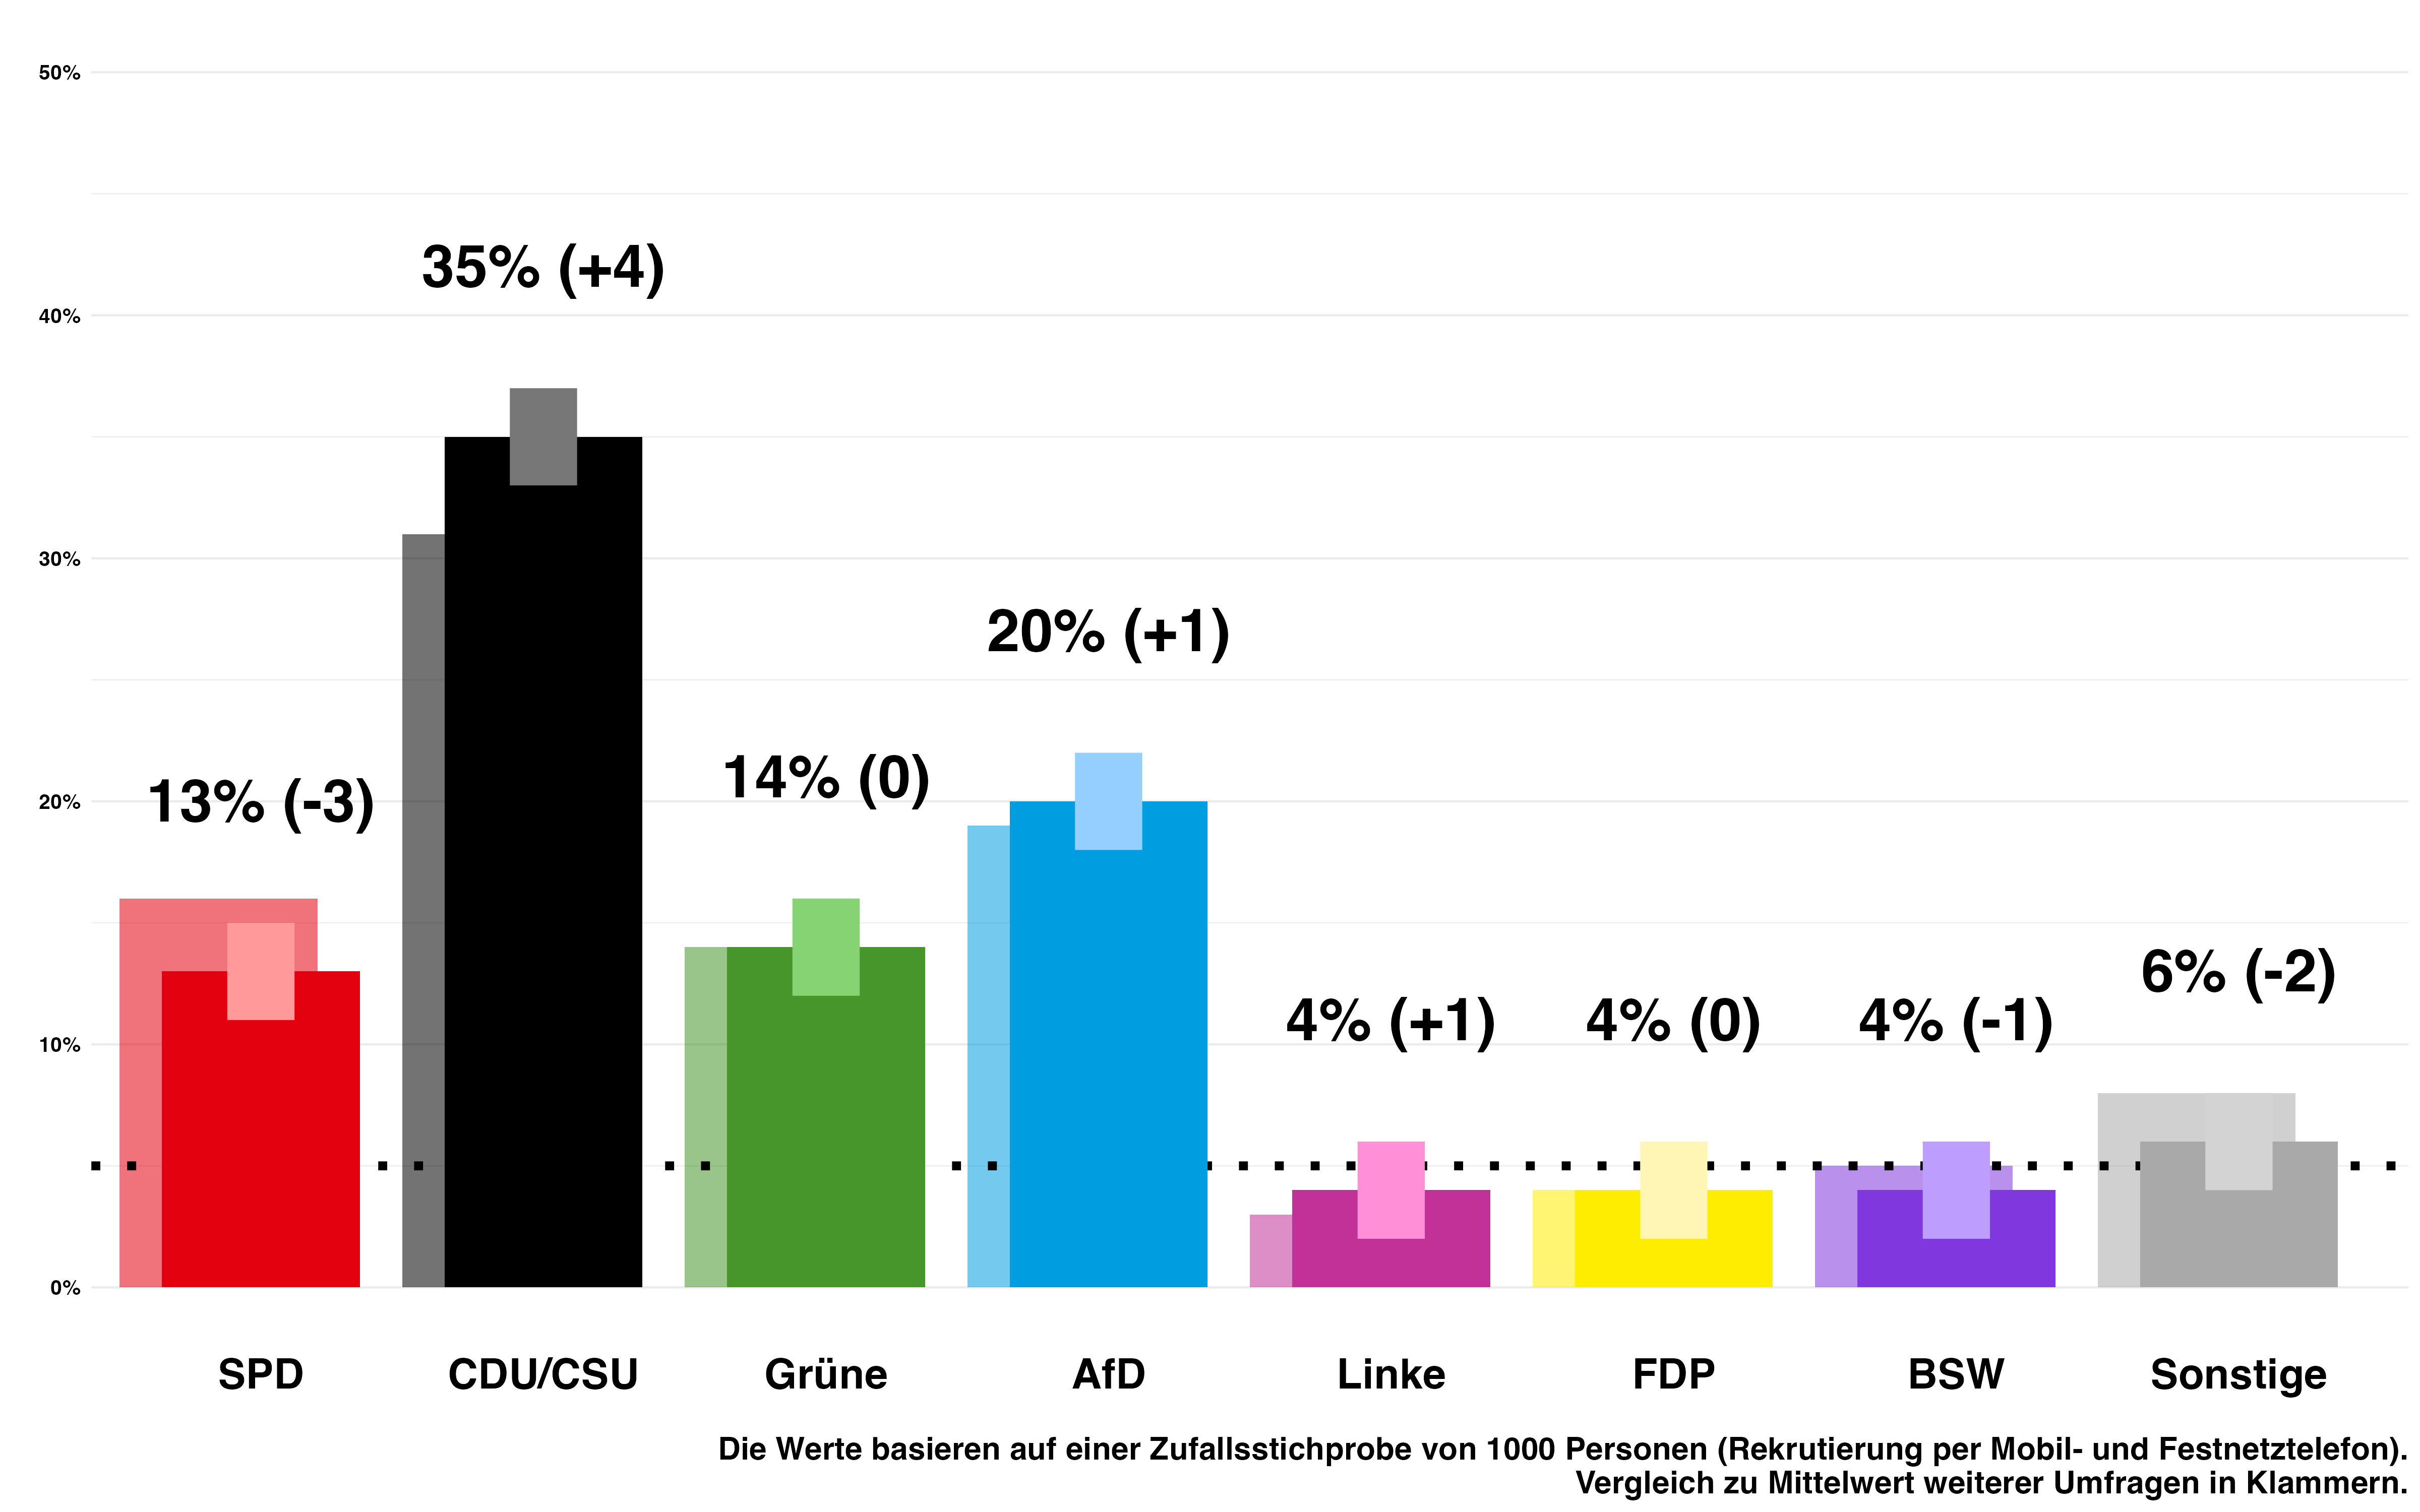 50%
40%
30%
20%
10%
0%
35% (+4)
20% (+1)
14% (0)
13% (-3)
6% (-2)
4% (+1)
4% (0)
4% (-1)
SPD
CDU/CSU
Grüne
AfD
Linke
FDP
BSW
Sonstige
Die Werte basieren auf einer Zufallsstichprobe von 1000 Personen (Rekrutierung per Mobil- und Festnetztelefon).
Vergleich zu Mittelwert weiterer Umfragen in Klammern.